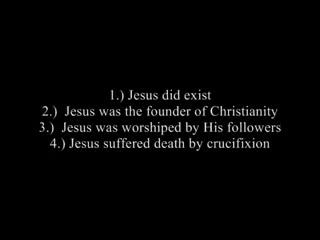 1.) Jesus did exist
2.)  Jesus was the founder of Christianity
3.)  Jesus was worshiped by His followers
4.) Jesus suffered death by crucifixion